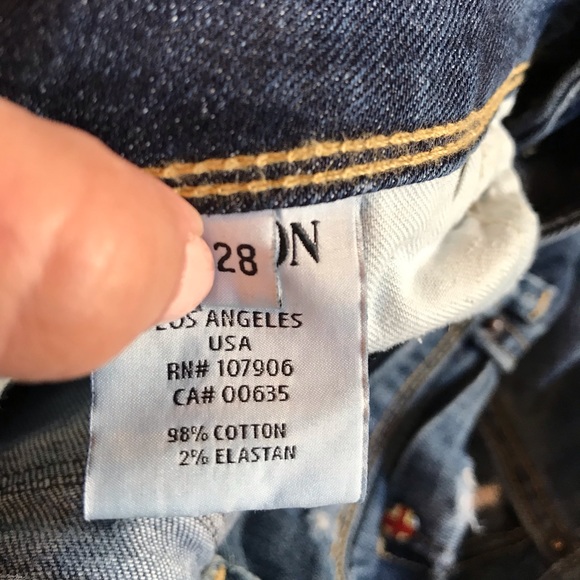 28
LOS ANGELES
USA
RN# 107906
CA# 00635
98% COTTON
2% ELASTAN